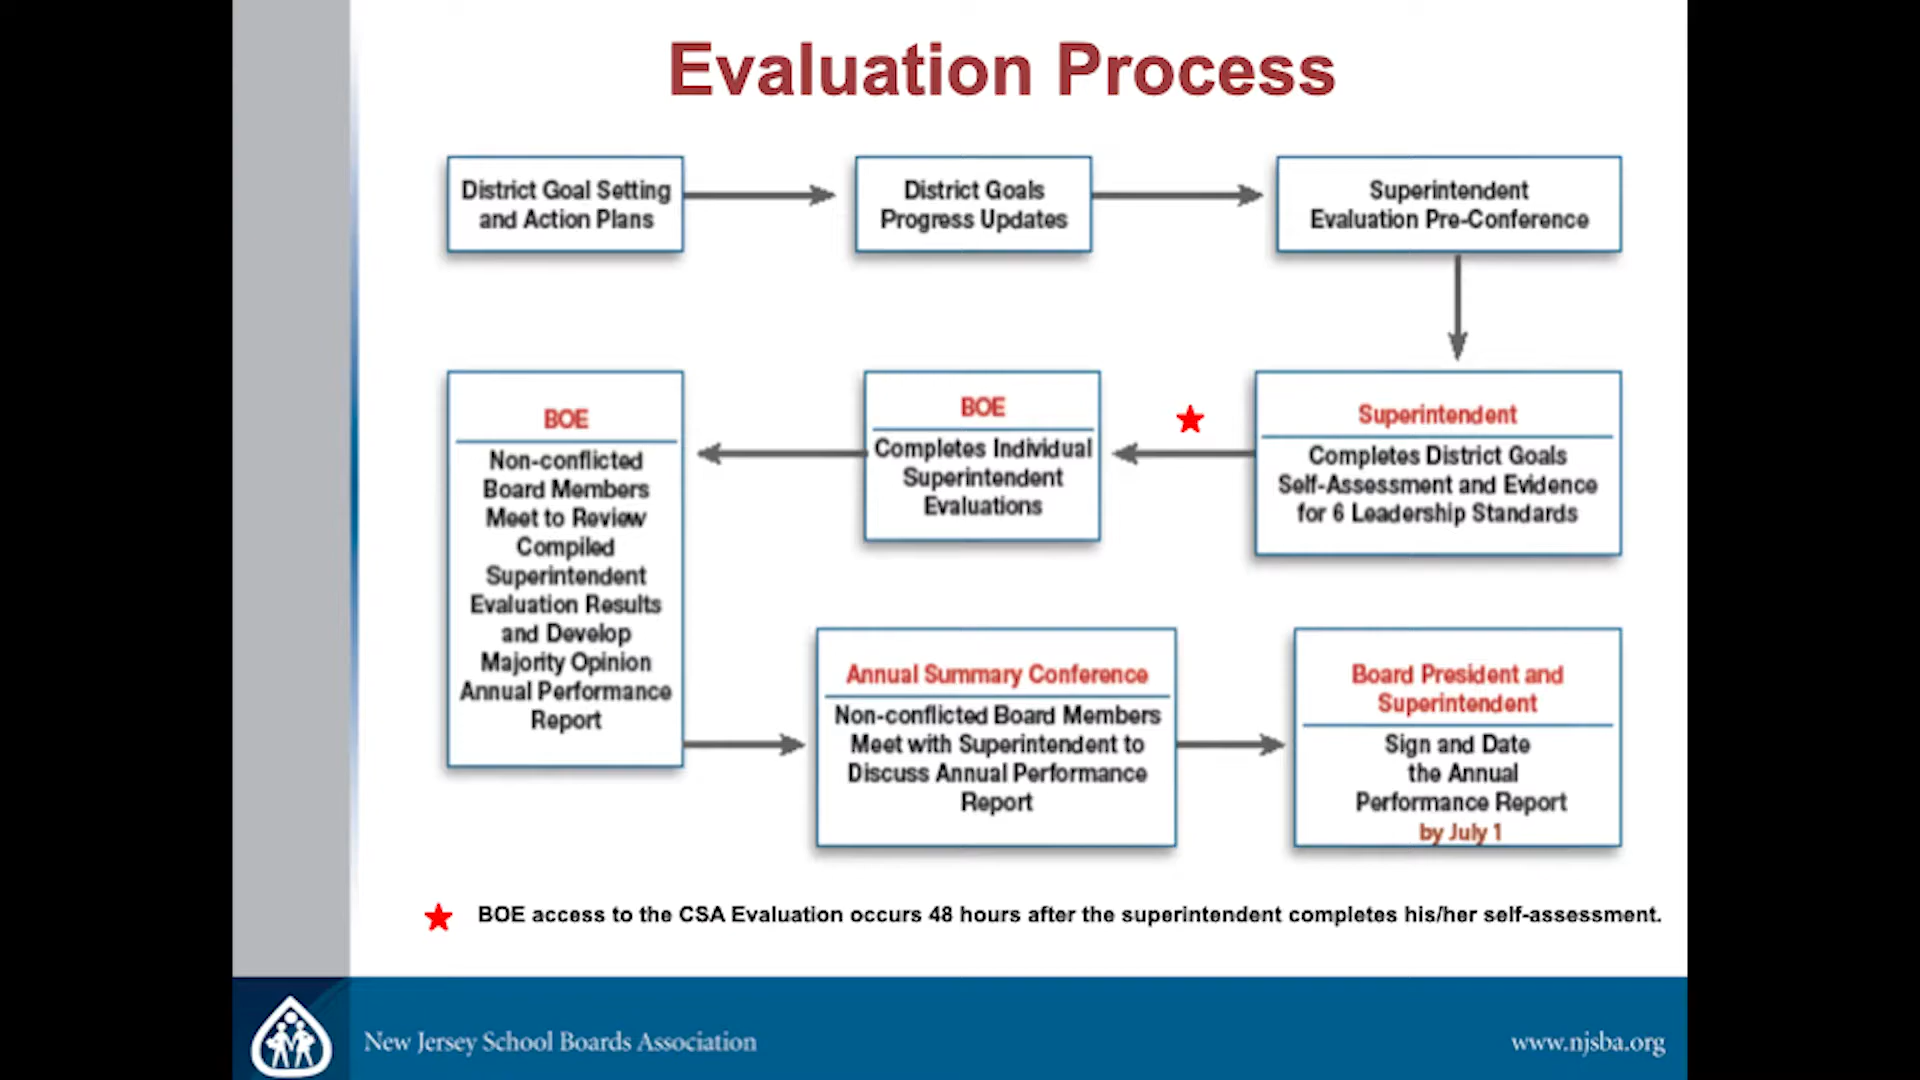 Evaluation Process
District Goal Setting
and Action Plans
District Goals
Progress Updates
Superintendent
Evaluation Pre-Conference
Superintendent
Completes District Goals
Self-Assessment and Evidence
for 6 Leadership Standards
BOE
Completes Individual
Superintendent
Evaluations
BOE
Non-conflicted
Board Members
Meet to Review
Compiled
Superintendent
Evaluation Results
and Develop
Majority Opinion
Annual Performance
Report
Annual Summary Conference
Non-conflicted Board Members
Meet with Superintendent to
Discuss Annual Performance
Report
Board President and
Superintendent
Sign and Date
the Annual
Performance Report
by July 1
BOE access to the CSA Evaluation occurs 48 hours after the superintendent completes his/her self-assessment.
New Jersey School Boards Association
www.njsba.org